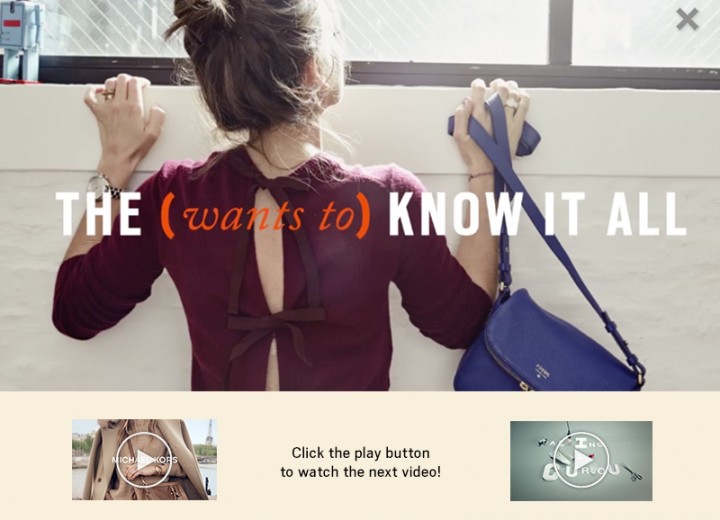 THE (wants to) KNOW IT ALL
MICHAEL KORS
Click the play button
to watch the next video!